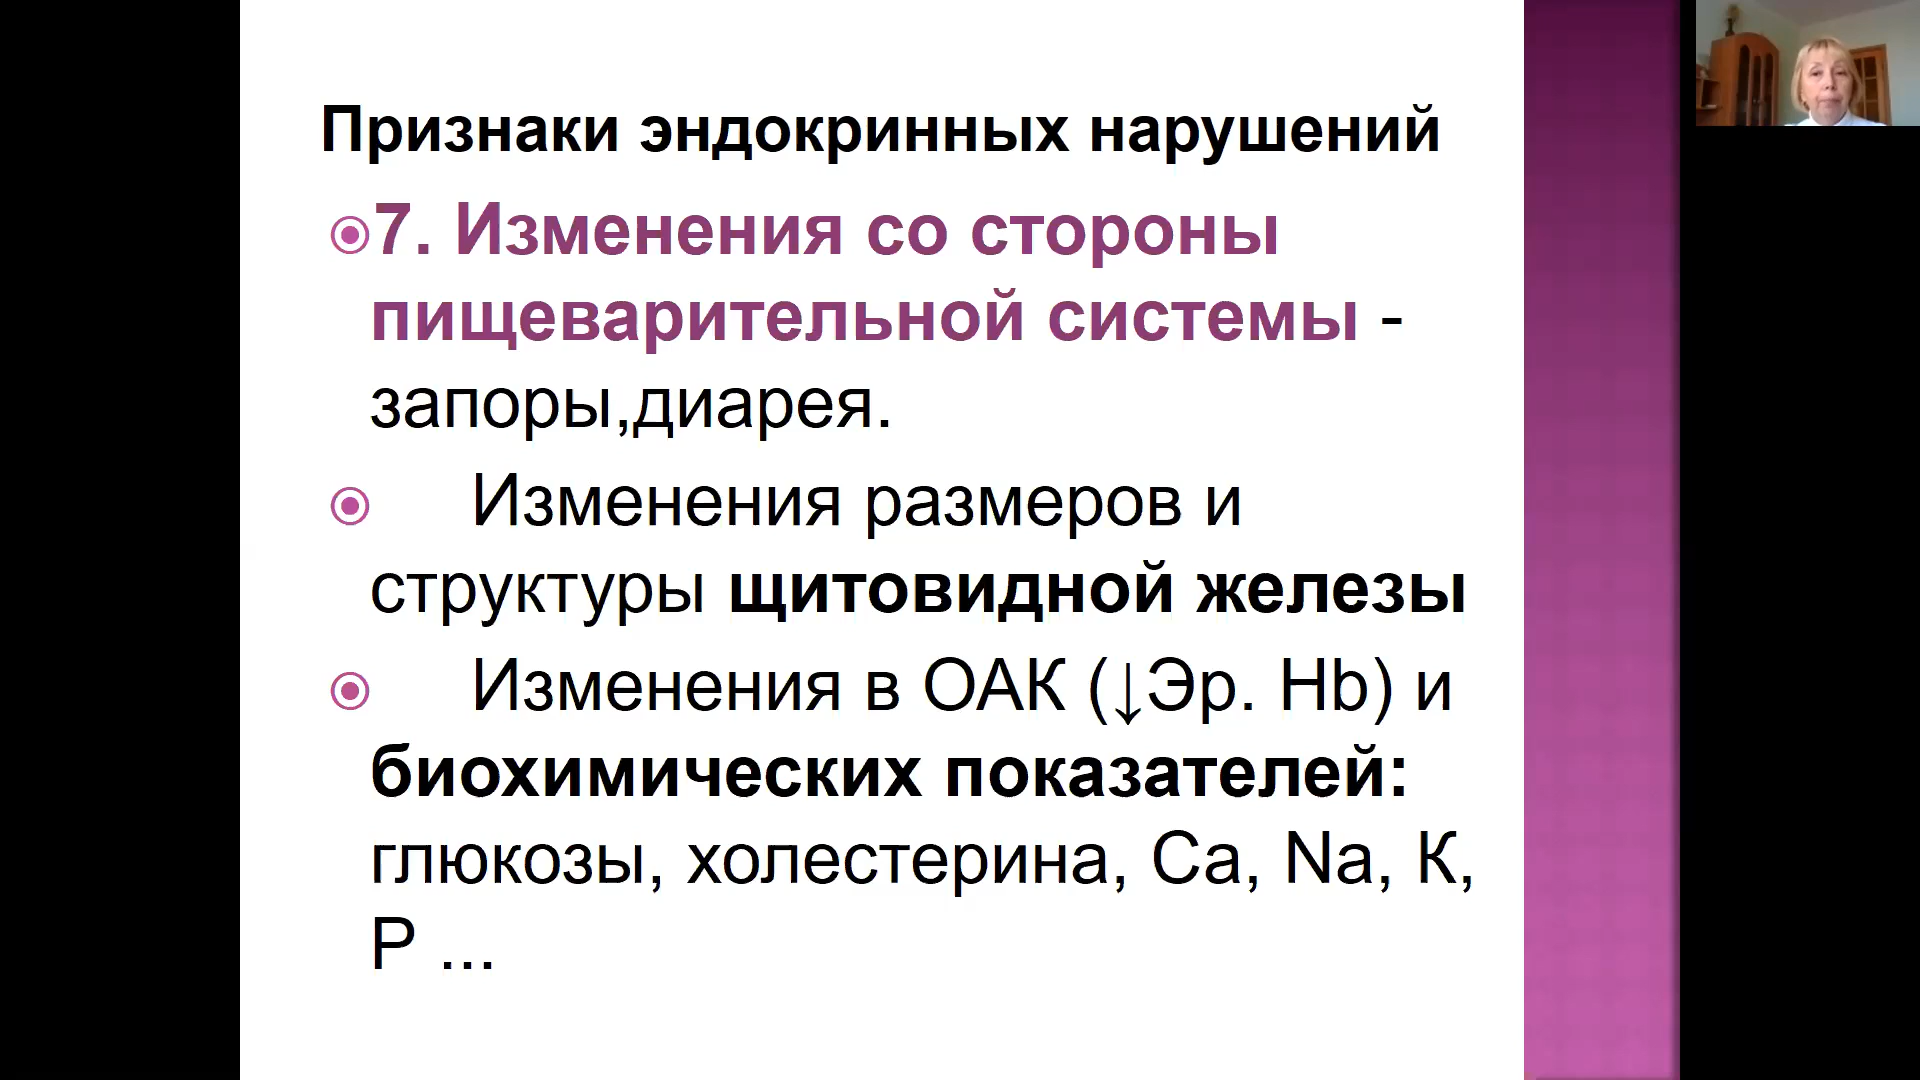 Признаки эндокринных нарушений
7. Изменения со стороны
пищеварительной системы -
запоры,диарея.
Изменения размеров и
структуры щитовидной железы
Изменения в ОАК (↓Эр. Hb) и
биохимических показателей:
глюкозы, холестерина, Ca, Na, К,
Р ...